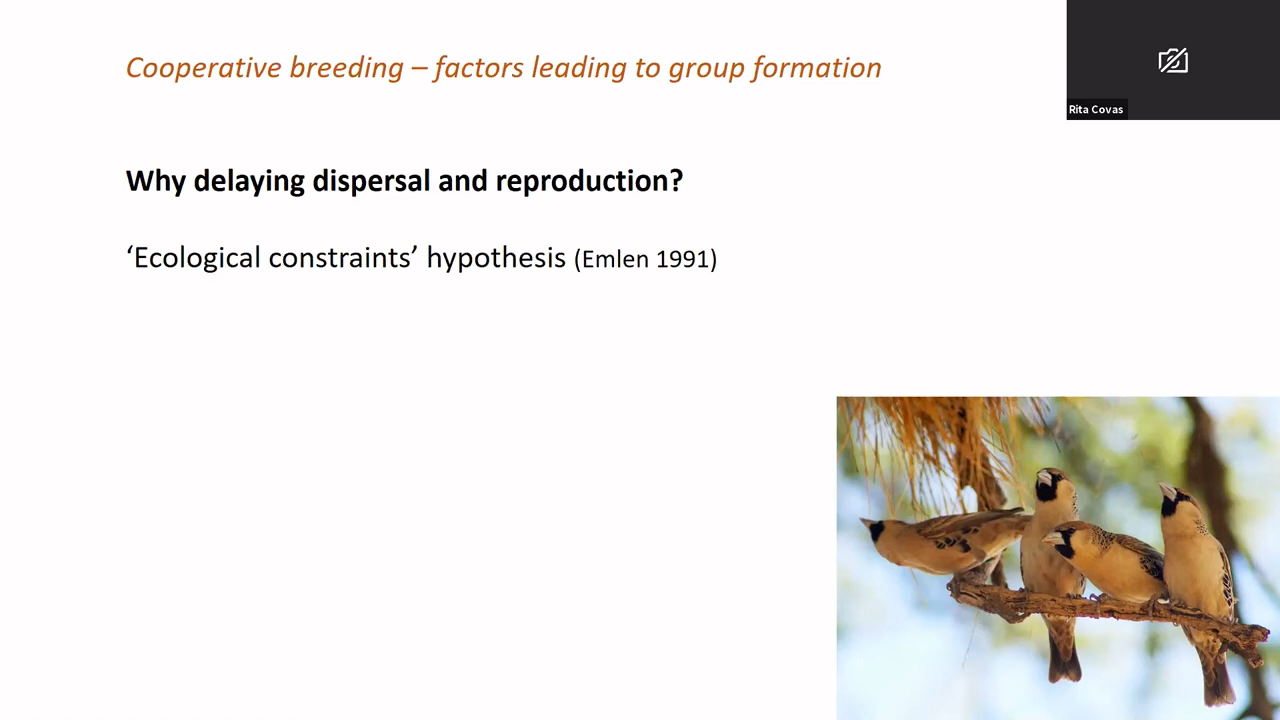 Cooperative breeding – factors leading to group formation
Rita Covas
Why delaying dispersal and reproduction?
‘Ecological constraints’ hypothesis (Emlen 1991)